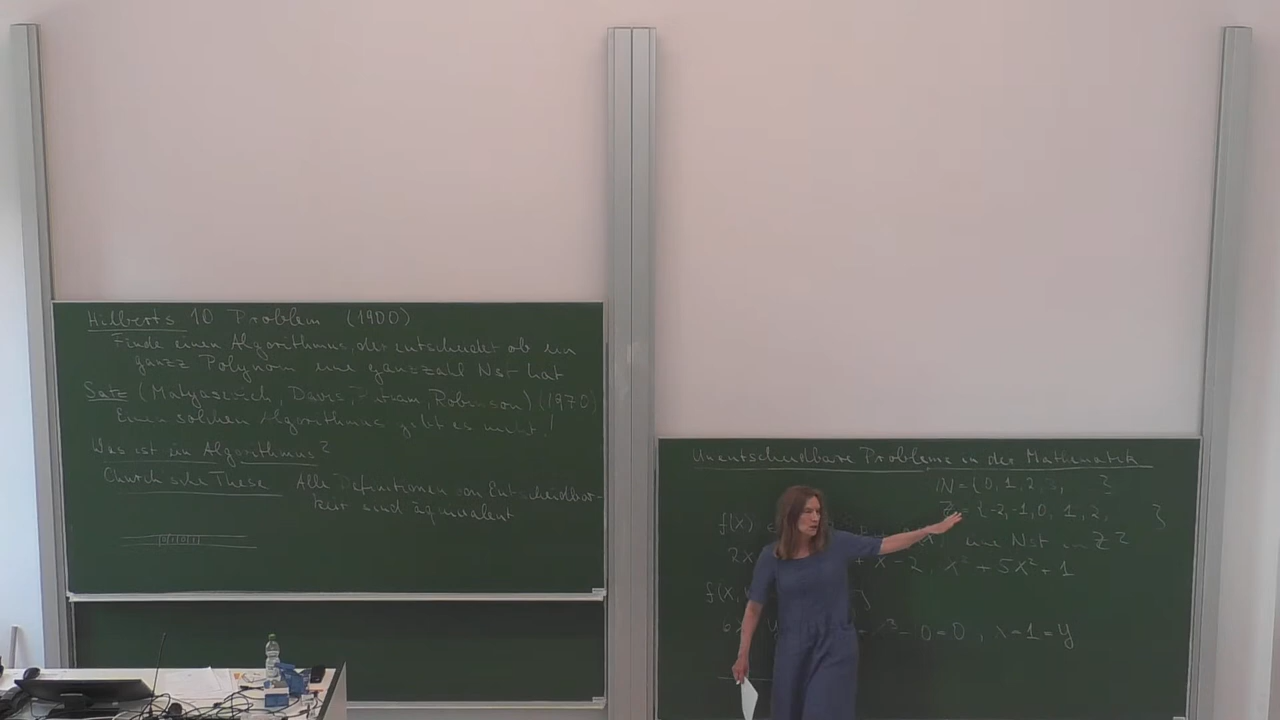 Hilberts 10 Problem (1900)
Finde einen Algorithmus, der entscheidet ob ein
ganzz Polynom eine ganzzahl Nst hat
Satz (Matyasevich, Davis, Putnam, Robinson) (1970)
Einen solchen Algorithmus gibt es nicht!
Was ist ein Algorithmus?
Church'sche These Alle Definitionen von Entscheidbar-
keit sind äquivalent
Unentscheidbare Probleme in der Mathematik
ℕ = {0, 1, 2, 3, }
ℤ = {-2, -1, 0, 1, 2, }
f(x) eine Nst in ℤ?
2x + x - 2, x² + 5x² + 1
f(x,
6x - 0 = 0, x = 1 = y